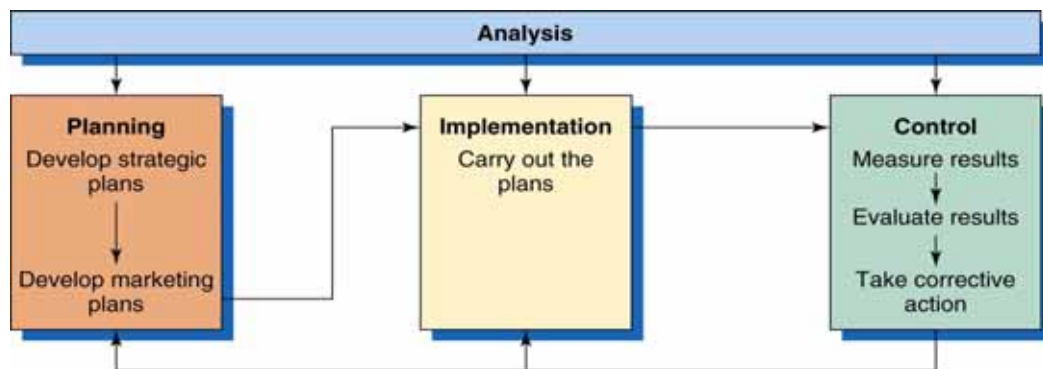 Analysis
Planning
Develop strategic
plans
Develop marketing
plans
Implementation
Carry out the
plans
Control
Measure results
Evaluate results
Take corrective
action